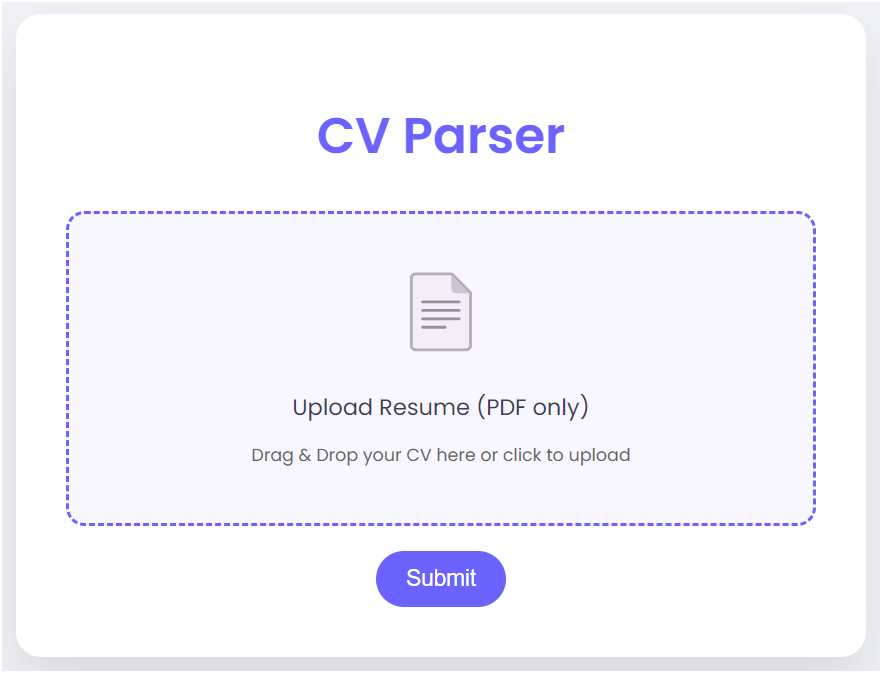 CV Parser
Upload Resume (PDF only)
Drag & Drop your CV here or click to upload
Submit